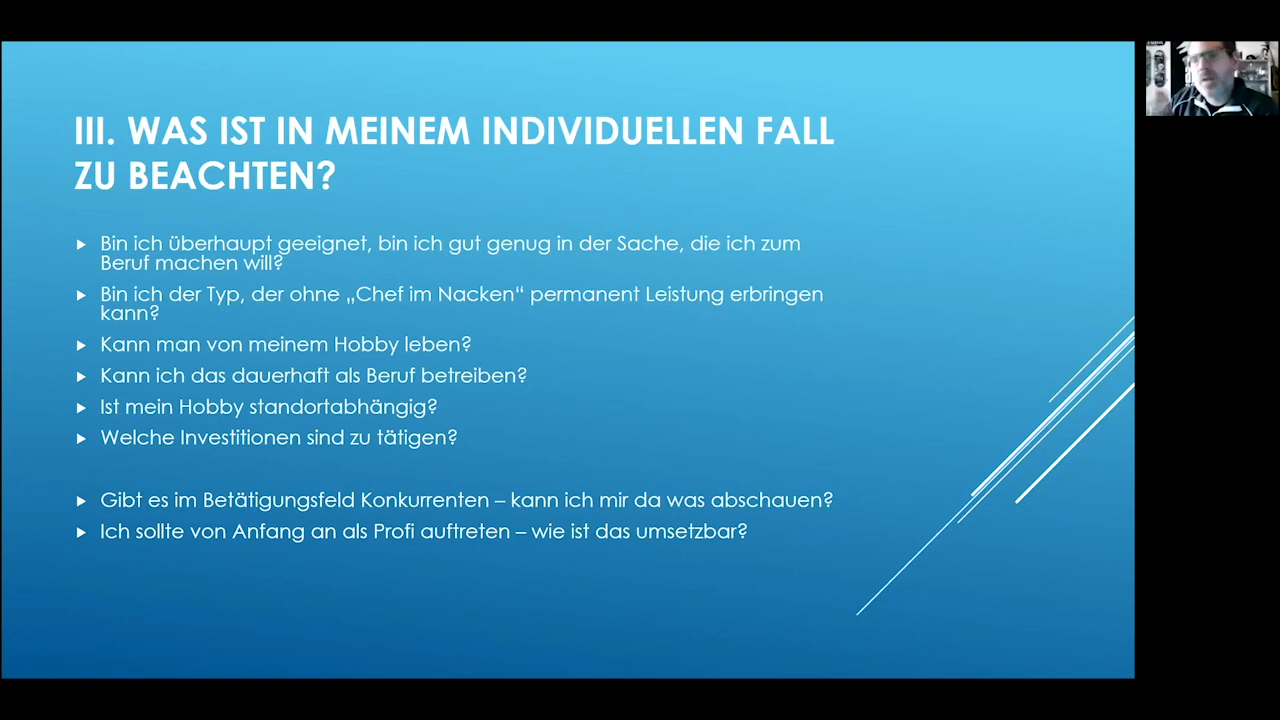 III. WAS IST IN MEINEM INDIVIDUELLEN FALL
ZU BEACHTEN?
Bin ich überhaupt geeignet, bin ich gut genug in der Sache, die ich zum
Beruf machen will?
Bin ich der Typ, der ohne „Chef im Nacken“ permanent Leistung erbringen
kann?
Kann man von meinem Hobby leben?
Kann ich das dauerhaft als Beruf betreiben?
Ist mein Hobby standortabhängig?
Welche Investitionen sind zu tätigen?
Gibt es im Betätigungsfeld Konkurrenten – kann ich mir da was abschauen?
Ich sollte von Anfang an als Profi auftreten – wie ist das umsetzbar?